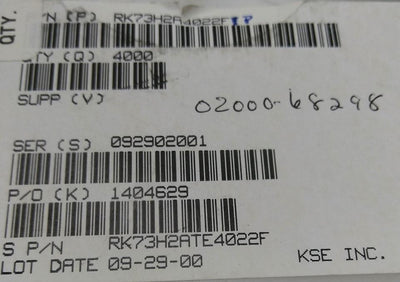 QTY.
N (P) RK73H2A4022F
TY (Q) 4000
SUPP (V)
02000-68298
SER (S) 092902001
P/O (K) 1404629
S P/N RK73H2ATE4022F
LOT DATE 09-29-00 KSE INC.